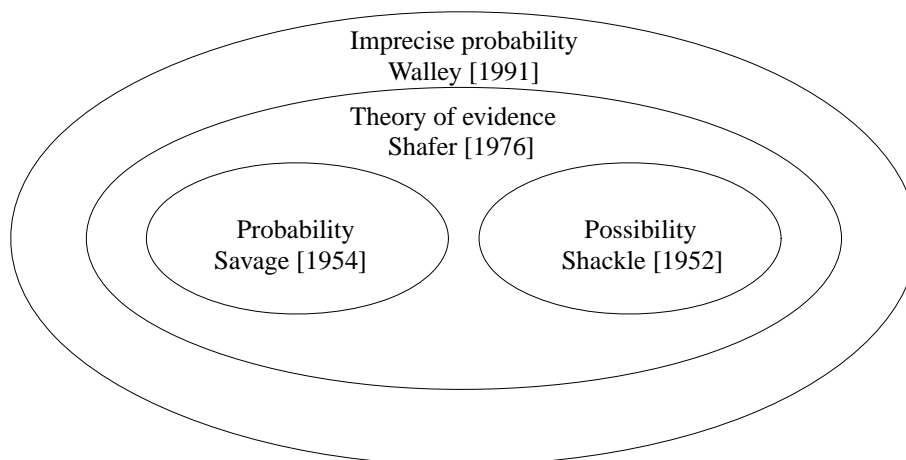 Imprecise probability
Walley [1991]
Theory of evidence
Shafer [1976]
Probability
Savage [1954]
Possibility
Shackle [1952]